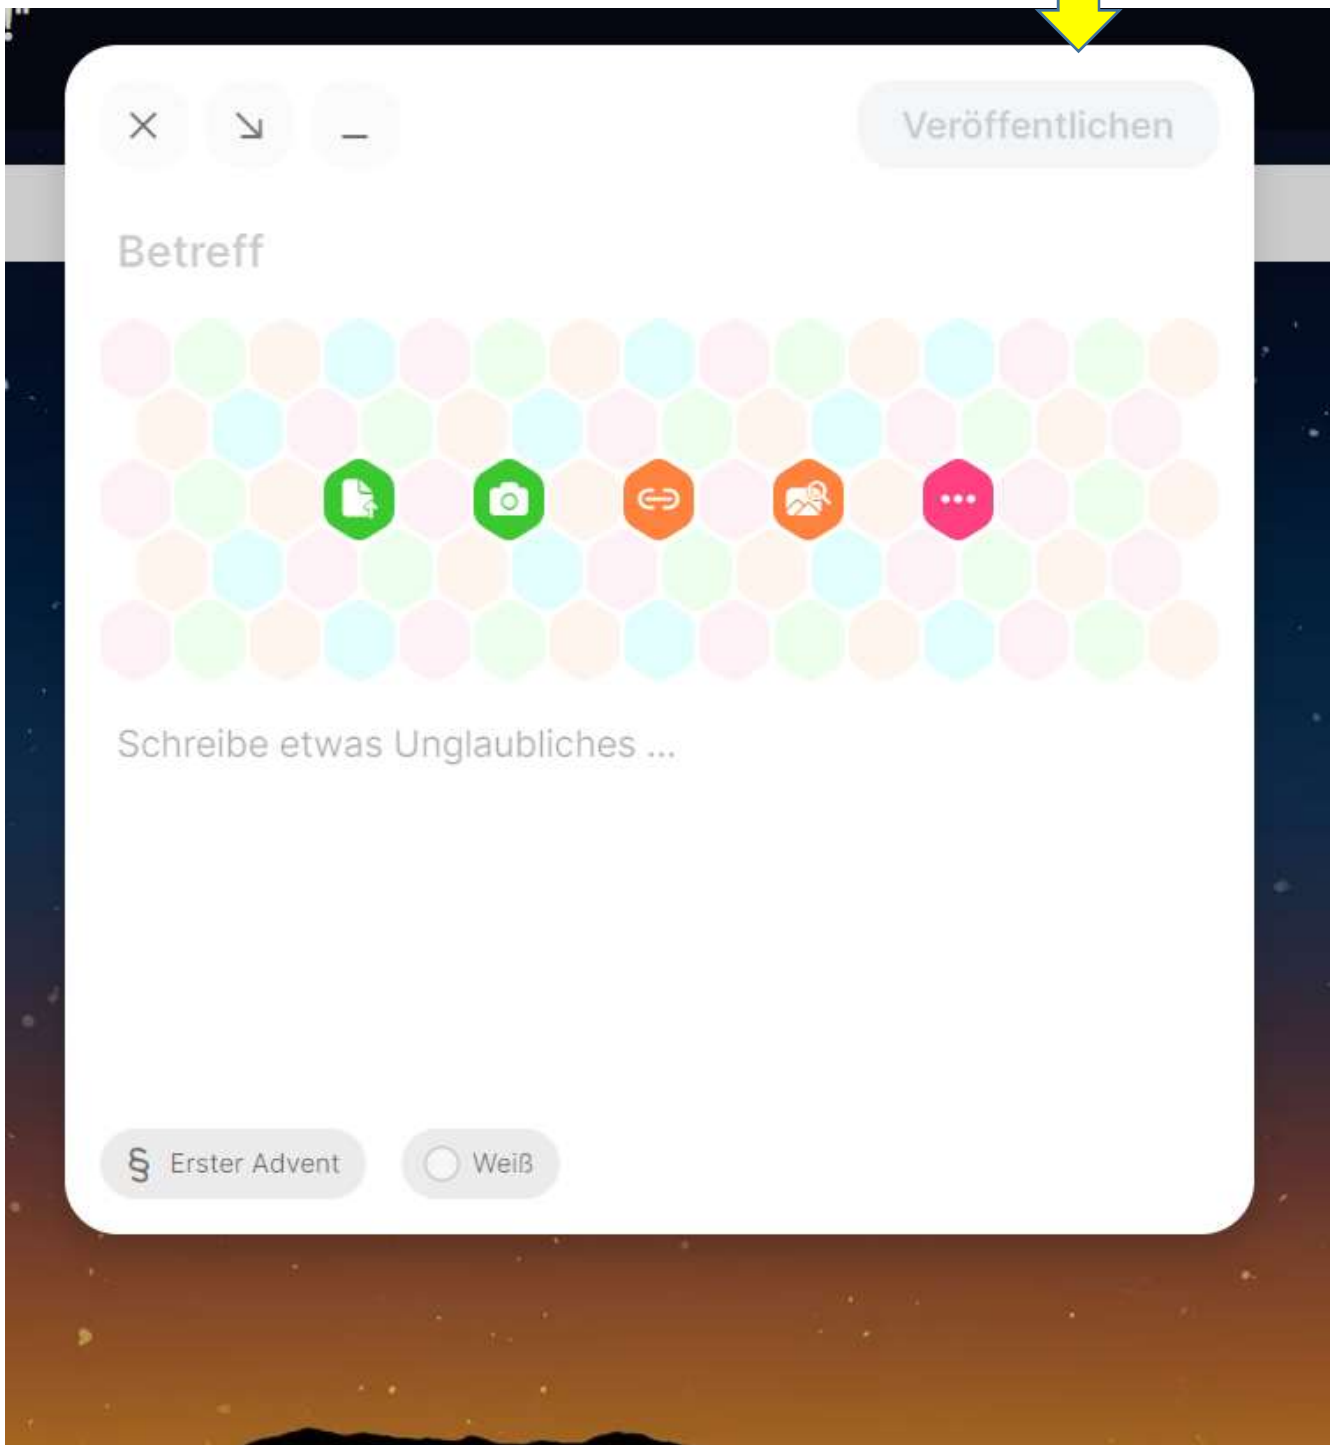 !"
Veröffentlichen
Betreff
Schreibe etwas Unglaubliches ...
§ Erster Advent
Weiß